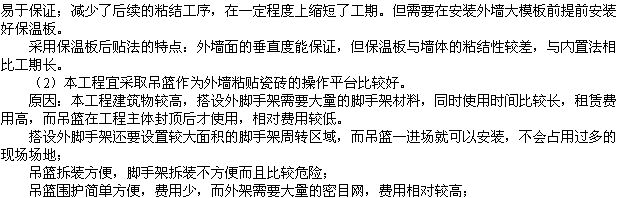 易于保证；减少了后续的粘结工序，在一定程度上缩短了工期。但需要在安装外墙大模板前提前安装
好保温板。
采用保温板后贴法的特点：外墙面的垂直度能保证，但保温板与墙体的粘结性较差，与内置法相
比工期长。
（2）本工程宜采取吊篮作为外墙粘贴瓷砖的操作平台比较好。
原因：本工程建筑物较高，搭设外脚手架需要大量的脚手架材料，同时使用时间比较长，租赁费
用高，而吊篮在工程主体封顶后才使用，相对费用较低。
搭设外脚手架还要设置较大面积的脚手架周转区域，而吊篮一进场就可以安装，不会占用过多的
现场场地；
吊篮拆装方便，脚手架拆装不方便而且比较危险；
吊篮围护简单方便，费用少，而外架需要大量的密目网，费用相对较高；